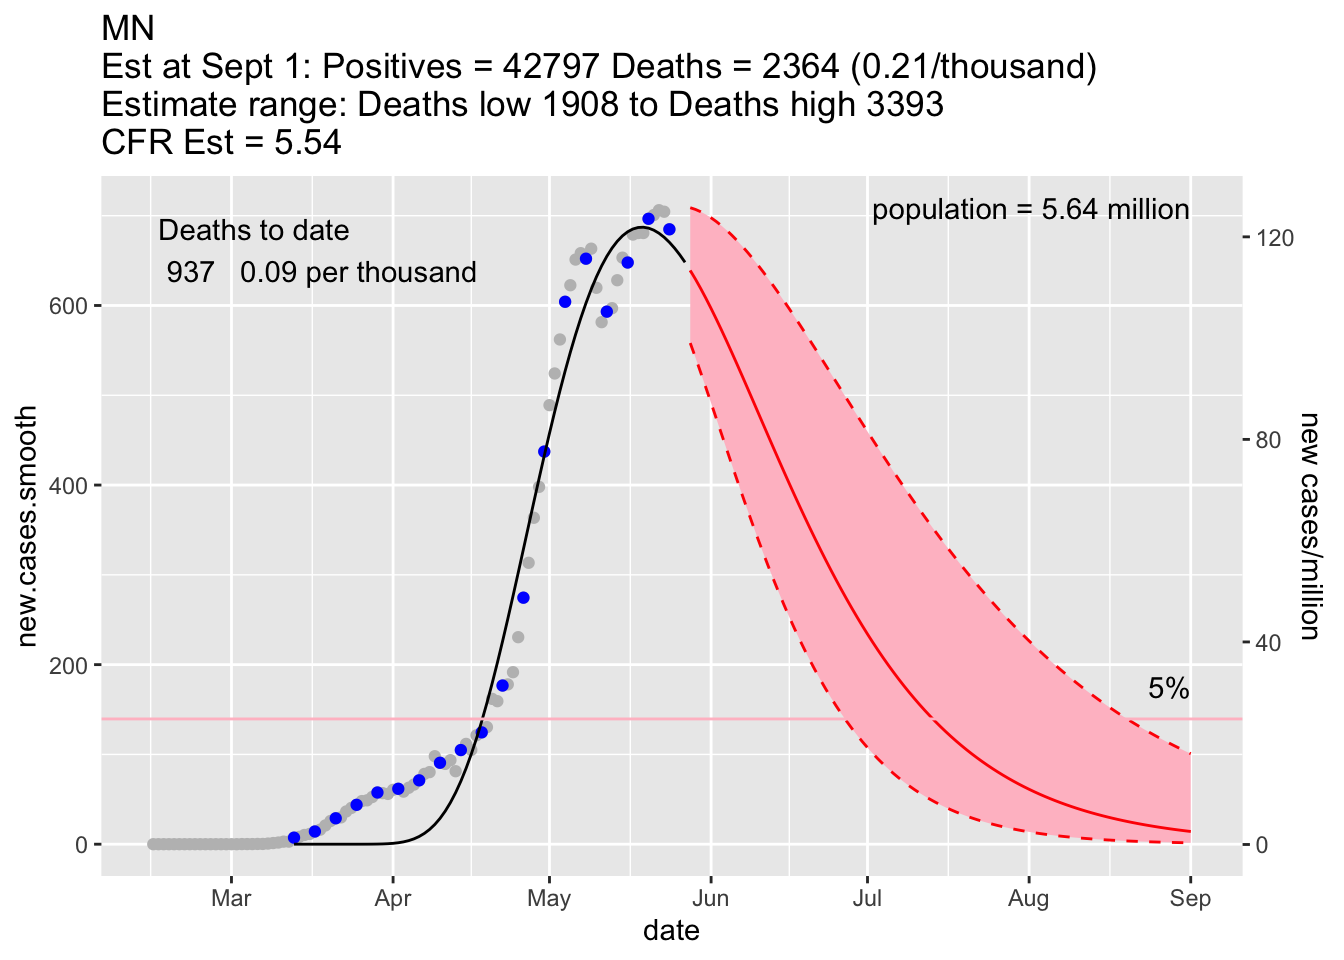 MN
Est at Sept 1: Positives = 42797 Deaths = 2364 (0.21/thousand)
Estimate range: Deaths low 1908 to Deaths high 3393
CFR Est = 5.54
Deaths to date
937 0.09 per thousand
population = 5.64 million
5%
new.cases.smooth
600
400
200
0
120
80
40
0
new cases/million
Mar Apr May Jun Jul Aug Sep
date